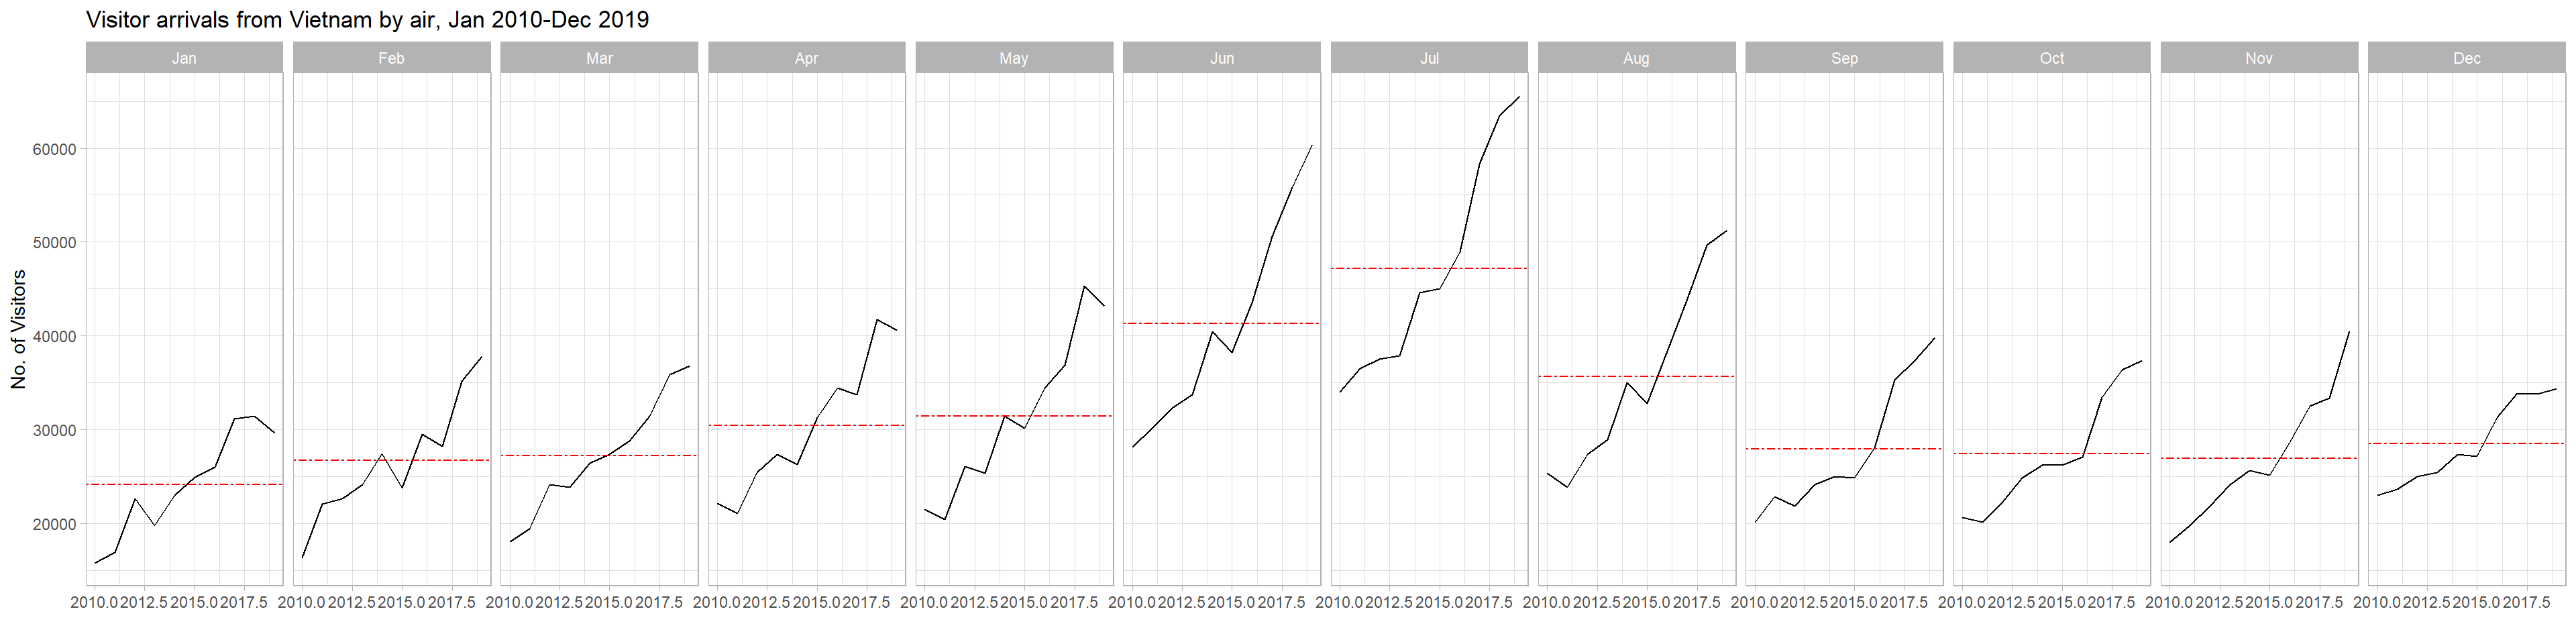 Visitor arrivals from Vietnam by air, Jan 2010-Dec 2019
Jan Feb Mar Apr May Jun Jul Aug Sep Oct Nov Dec
No. of Visitors
60000
50000
40000
30000
20000
2010.0 2012.5 2015.0 2017.5 2010.0 2012.5 2015.0 2017.5 2010.0 2012.5 2015.0 2017.5 2010.0 2012.5 2015.0 2017.5 2010.0 2012.5 2015.0 2017.5 2010.0 2012.5 2015.0 2017.5 2010.0 2012.5 2015.0 2017.5 2010.0 2012.5 2015.0 2017.5 2010.0 2012.5 2015.0 2017.5 2010.0 2012.5 2015.0 2017.5 2010.0 2012.5 2015.0 2017.5 2010.0 2012.5 2015.0 2017.5